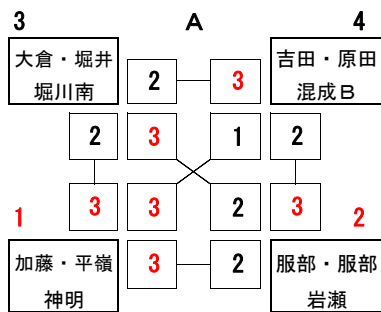 3 A 4
大倉・堀井 2 3 吉田・原田
堀川南 混成B
2 3 1 2
3 3 2 3
1 2
加藤・平嶺 3 2 服部・服部
神明 岩瀬